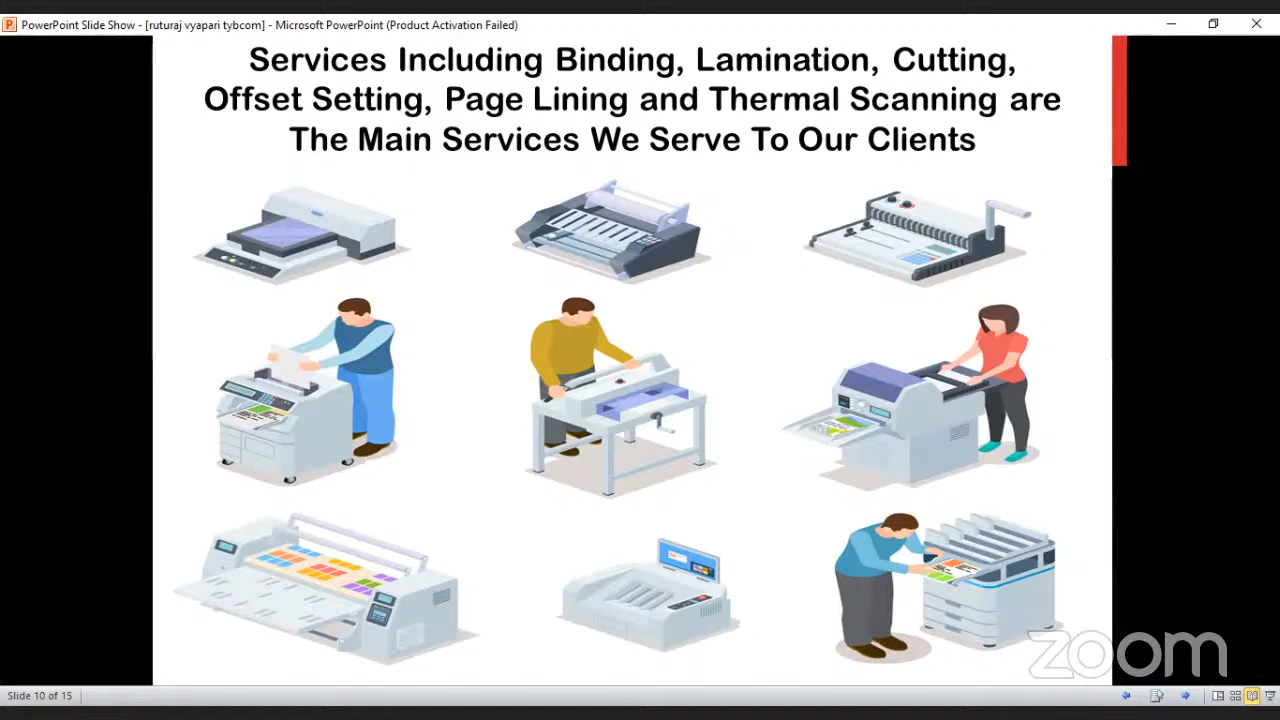 PowerPoint Slide Show - [ruturaj vyapari tybcom] - Microsoft PowerPoint (Product Activation Failed)
Services Including Binding, Lamination, Cutting,
Offset Setting, Page Lining and Thermal Scanning are
The Main Services We Serve To Our Clients
zoom
Slide 10 of 15